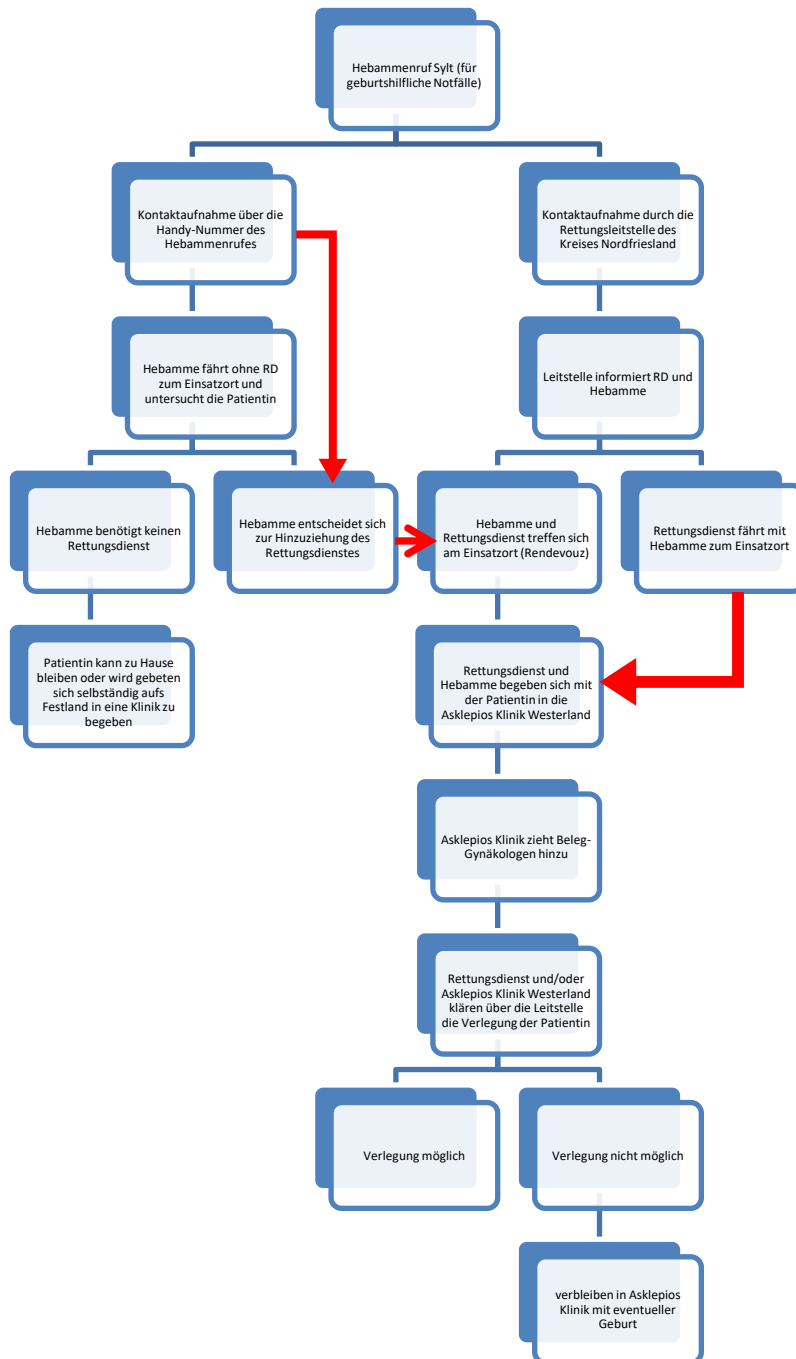 Hebammenruf Sylt (für
geburtshilfliche Notfälle)
Kontaktaufnahme über die
Handy-Nummer des
Hebammenrufes
Kontaktaufnahme durch die
Rettungsleitstelle des
Kreises Nordfriesland
Hebamme fährt ohne RD
zum Einsatzort und
untersucht die Patientin
Leitstelle informiert RD und
Hebamme
Hebamme benötigt keinen
Rettungsdienst
Hebamme entscheidet sich
zur Hinzuziehung des
Rettungsdienstes
Hebamme und
Rettungsdienst treffen sich
am Einsatzort (Rendevouz)
Rettungsdienst fährt mit
Hebamme zum Einsatzort
Patientin kann zu Hause
bleiben oder wird gebeten
sich selbständig aufs
Festland in eine Klinik zu
begeben
Rettungsdienst und
Hebamme begeben sich mit
der Patientin in die
Asklepios Klinik Westerland
Asklepios Klinik zieht Beleg-
Gynäkologen hinzu
Rettungsdienst und/oder
Asklepios Klinik Westerland
klären über die Leitstelle
die Verlegung der Patientin
Verlegung möglich
Verlegung nicht möglich
verbleiben in Asklepios
Klinik mit eventueller
Geburt